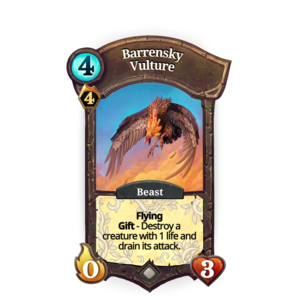 4
Barrensky
Vulture
4
Beast
Flying
Gift - Destroy a
creature with 1 life and
drain its attack.
0
3